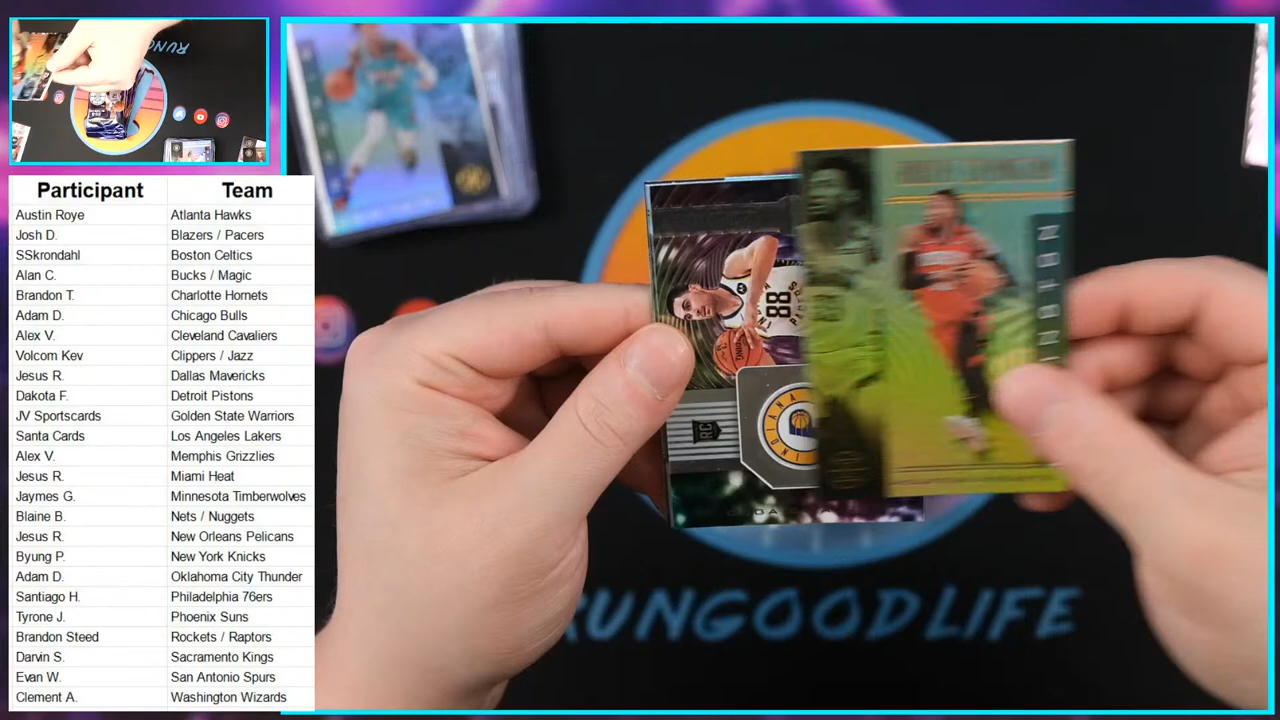 RUNGOOD
Participant Team
Austin Roye Atlanta Hawks
Josh D. Blazers / Pacers
SSkrondahl Boston Celtics
Alan C. Bucks / Magic
Brandon T. Charlotte Hornets
Adam D. Chicago Bulls
Alex V. Cleveland Cavaliers
Volcom Kev Clippers / Jazz
Jesus R. Dallas Mavericks
Dakota F. Detroit Pistons
JV Sportscards Golden State Warriors
Santa Cards Los Angeles Lakers
Alex V. Memphis Grizzlies
Jesus R. Miami Heat
Jaymes G. Minnesota Timberwolves
Blaine B. Nets / Nuggets
Jesus R. New Orleans Pelicans
Byung P. New York Knicks
Adam D. Oklahoma City Thunder
Santiago H. Philadelphia 76ers
Tyrone J. Phoenix Suns
Brandon Steed Rockets / Raptors
Darvin S. Sacramento Kings
Evan W. San Antonio Spurs
Clement A. Washington Wizards
88
RC
INDIANA
RUNGOODLIFE